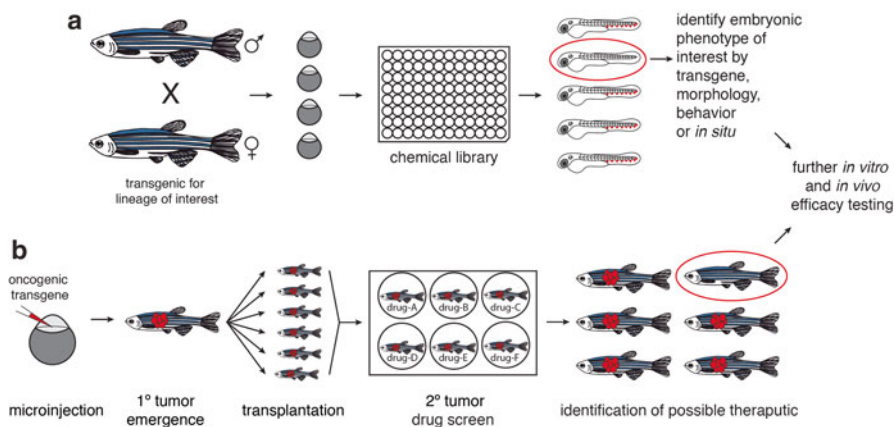 a
♂
X
♀
transgenic for
lineage of interest
chemical library
identify embryonic
phenotype of
interest by
transgene,
morphology,
behavior
or in situ
further in vitro
and in vivo
efficacy testing
b
oncogenic
transgene
microinjection
1º tumor
emergence
transplantation
drug-A
drug-B
drug-C
drug-D
drug-E
drug-F
2º tumor
drug screen
identification of possible theraputic